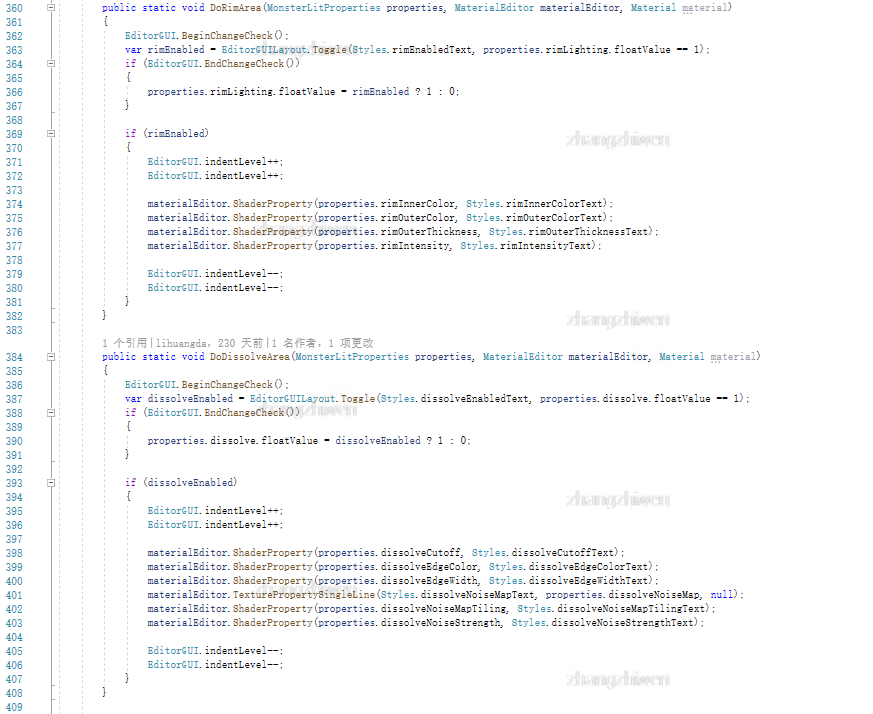 360 public static void DoRimArea(MonsterLitProperties properties, MaterialEditor materialEditor, Material material)
361 {
362 EditorGUI.BeginChangeCheck();
363 var rimEnabled = EditorGUILayout.Toggle(Styles.rimEnabledText, properties.rimLighting.floatValue == 1);
364 if (EditorGUI.EndChangeCheck())
365 {
366 properties.rimLighting.floatValue = rimEnabled ? 1 : 0;
367 }
368
369 if (rimEnabled)
370 {
371 EditorGUI.indentLevel++;
372 EditorGUI.indentLevel++;
373
374 materialEditor.ShaderProperty(properties.rimInnerColor, Styles.rimInnerColorText);
375 materialEditor.ShaderProperty(properties.rimOuterColor, Styles.rimOuterColorText);
376 materialEditor.ShaderProperty(properties.rimOuterThickness, Styles.rimOuterThicknessText);
377 materialEditor.ShaderProperty(properties.rimIntensity, Styles.rimIntensityText);
378
379 EditorGUI.indentLevel--;
380 EditorGUI.indentLevel--;
381 }
382 }
383
1 个引用|lihuangda，230 天前|1 名作者，1 项更改
384 public static void DoDissolveArea(MonsterLitProperties properties, MaterialEditor materialEditor, Material material)
385 {
386 EditorGUI.BeginChangeCheck();
387 var dissolveEnabled = EditorGUILayout.Toggle(Styles.dissolveEnabledText, properties.dissolve.floatValue == 1);
388 if (EditorGUI.EndChangeCheck())
389 {
390 properties.dissolve.floatValue = dissolveEnabled ? 1 : 0;
391 }
392
393 if (dissolveEnabled)
394 {
395 EditorGUI.indentLevel++;
396 EditorGUI.indentLevel++;
397
398 materialEditor.ShaderProperty(properties.dissolveCutoff, Styles.dissolveCutoffText);
399 materialEditor.ShaderProperty(properties.dissolveEdgeColor, Styles.dissolveEdgeColorText);
400 materialEditor.ShaderProperty(properties.dissolveEdgeWidth, Styles.dissolveEdgeWidthText);
401 materialEditor.TexturePropertySingleLine(Styles.dissolveNoiseMapText, properties.dissolveNoiseMap, null);
402 materialEditor.ShaderProperty(properties.dissolveNoiseMapTiling, Styles.dissolveNoiseMapTilingText);
403 materialEditor.ShaderProperty(properties.dissolveNoiseStrength, Styles.dissolveNoiseStrengthText);
404
405 EditorGUI.indentLevel--;
406 EditorGUI.indentLevel--;
407 }
408 }
409
zhangzhiwen
zhangzhiwen
zhangzhiwen
zhangzhiwen
zhangzhiwen
zhangzhiwen
zhangzhiwen
zhangzhiwen